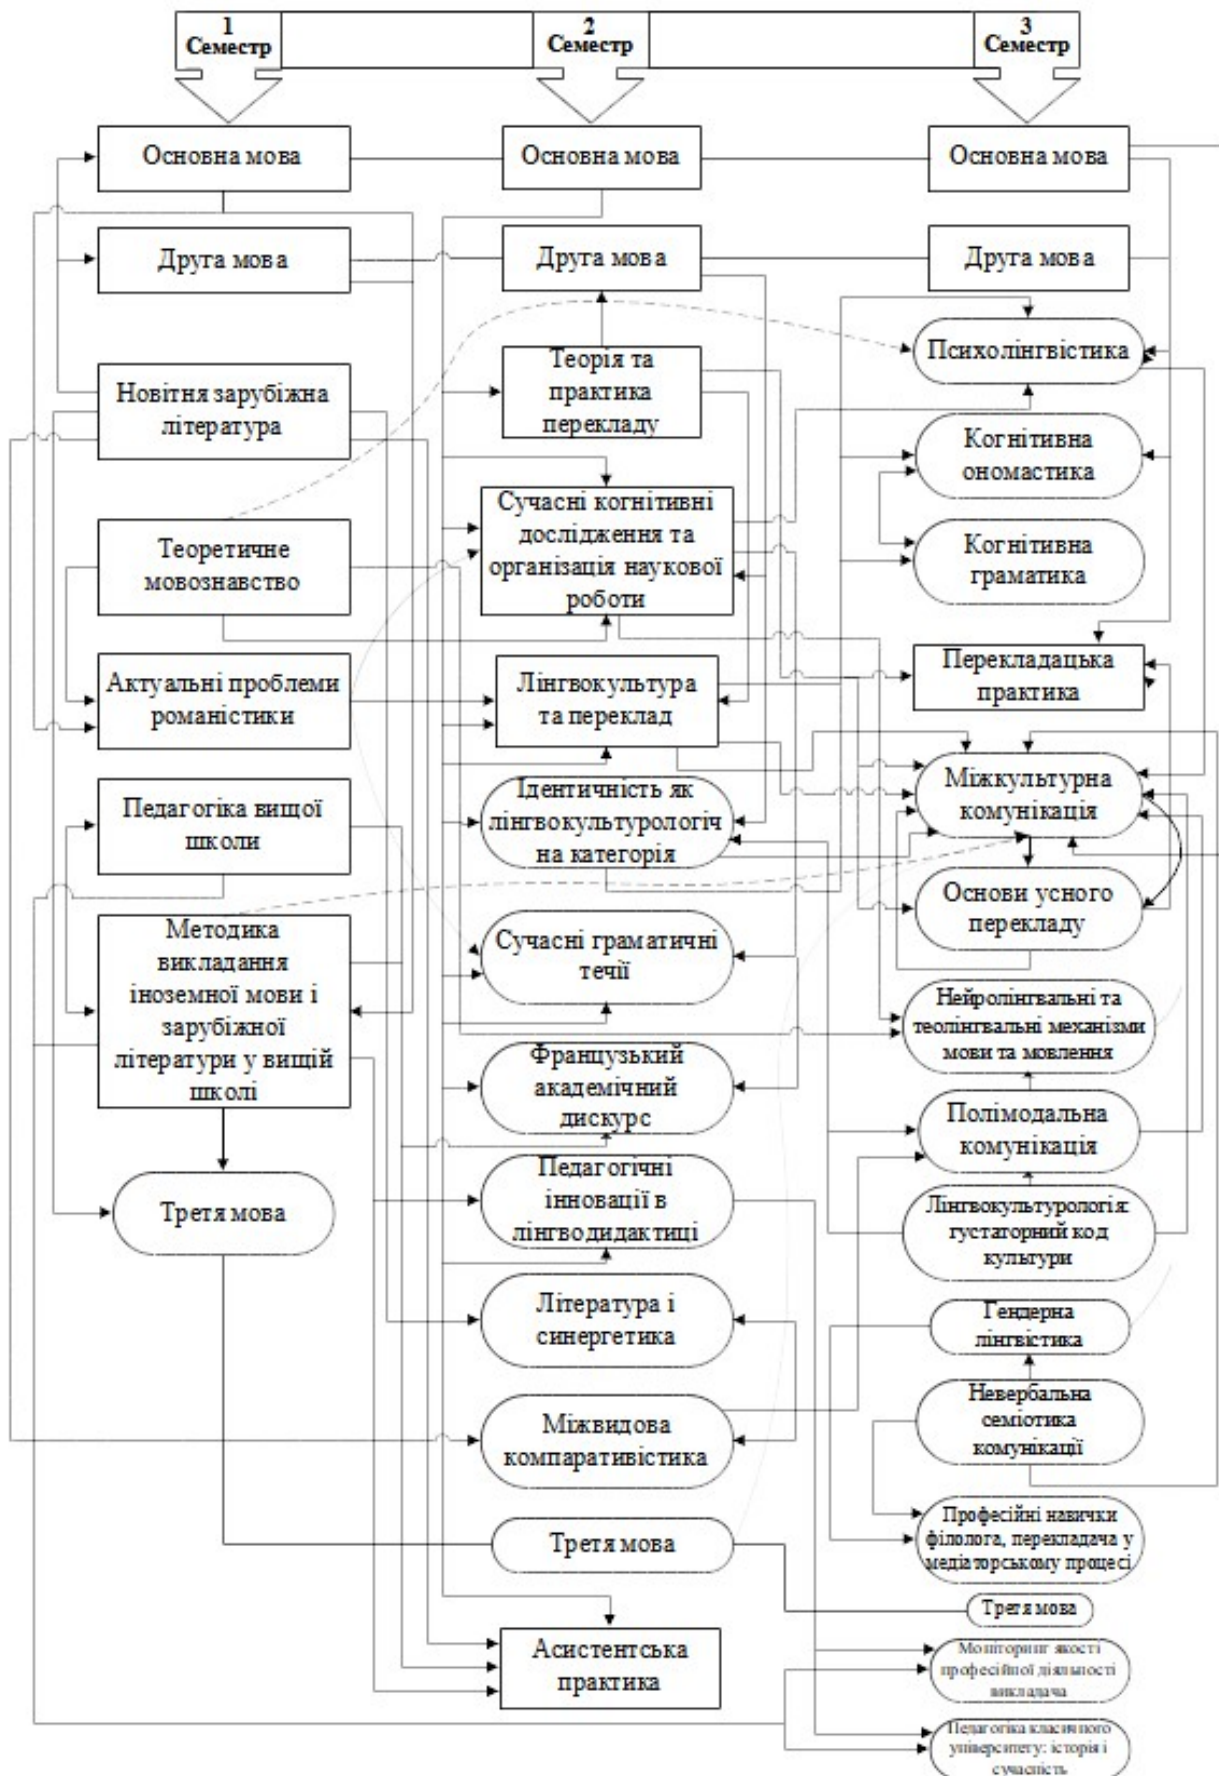 1
Семестр
2
Семестр
3
Семестр
Основна мова
Друга мова
Новітня зарубіжна
література
Теоретичне
мовознавство
Актуальні проблеми
романістики
Педагогіка вищої
школи
Методика
викладання
іноземної мови і
зарубіжної
літератури у вищій
школі
Третя мова
Основна мова
Друга мова
Теорія та
практика
перекладу
Сучасні когнітивні
дослідження та
організація наукової
роботи
Лінгвокультура
та переклад
Ідентичність як
лінгвокультурологіч
на категорія
Сучасні граматичні
течії
Французький
академічний
дискурс
Педагогічні
інновації в
лінгводидактиці
Література і
синергетика
Міжвидова
компаративістика
Третя мова
Асистентська
практика
Основна мова
Друга мова
Психолінгвістика
Когнітивна
ономастика
Когнітивна
граматика
Перекладацька
практика
Міжкультурна
комунікація
Основи усного
перекладу
Нейролінгвальні та
теолінгвальні механізми
мови та мовлення
Полімодальна
комунікація
Лінгвокультурологія:
густаторний код
культури
Гендерна
лінгвістика
Невербальна
семіотика
комунікації
Професійні навички
філолога, перекладача у
медіаторському процесі
Третя мова
Моніторинг якості
професійної діяльності
викладача
Педагогіка класичного
університету: історія і
сучасність